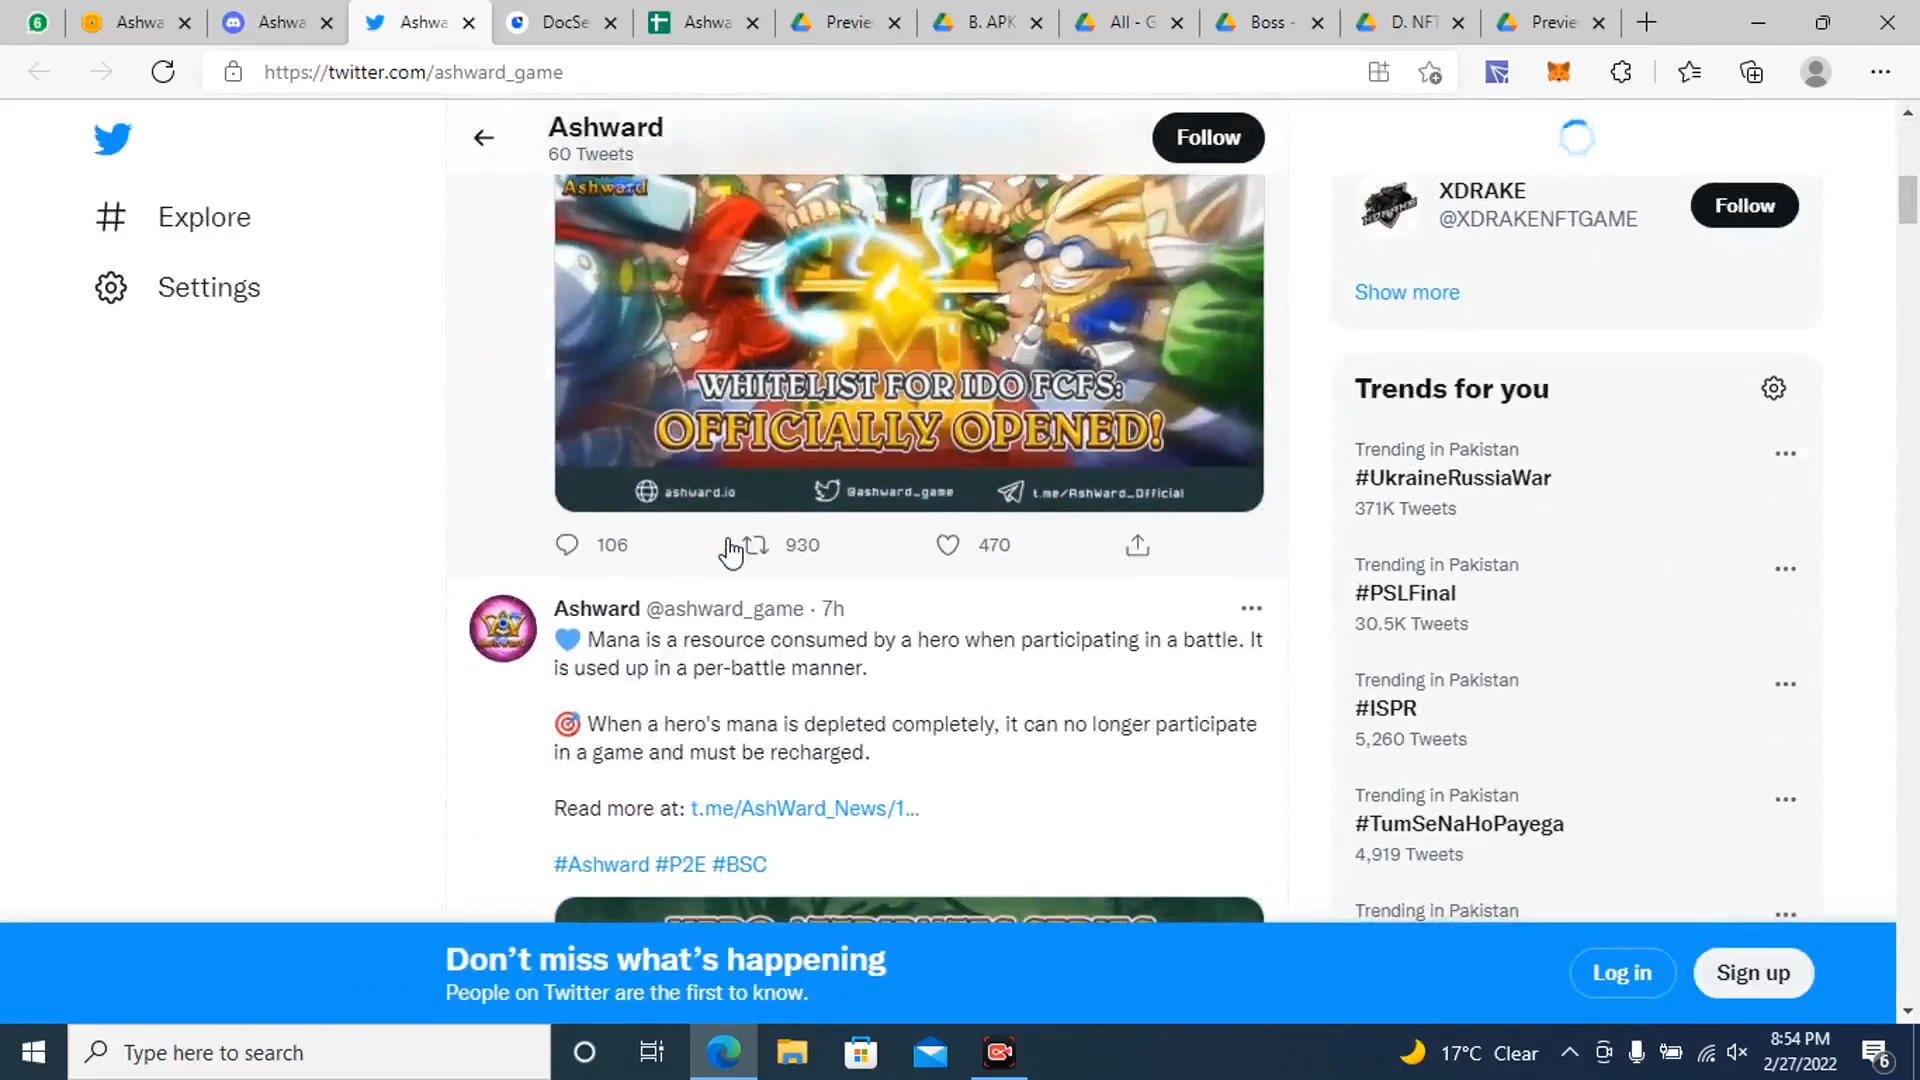 6
Ashwa
Ashwa
Ashwa
DocSe
Ashwa
Previe
B. APK
All - G
Boss -
D. NFT
Previe
https://twitter.com/ashward_game
Ashward
60 Tweets
Follow
Explore
Settings
Ashward
WHITELIST FOR IDO FCFS:
OFFICIALLY OPENED!
ashward.io
@ashward_game
t.me/AshWard_Official
106
930
470
Ashward @ashward_game · 7h
💙 Mana is a resource consumed by a hero when participating in a battle. It
is used up in a per-battle manner.
🎯 When a hero's mana is depleted completely, it can no longer participate
in a game and must be recharged.
Read more at: t.me/AshWard_News/1...
#Ashward #P2E #BSC
XDRAKE
@XDRAKENFTGAME
Follow
Show more
Trends for you
Trending in Pakistan
#UkraineRussiaWar
371K Tweets
Trending in Pakistan
#PSLFinal
30.5K Tweets
Trending in Pakistan
#ISPR
5,260 Tweets
Trending in Pakistan
#TumSeNaHoPayega
4,919 Tweets
Trending in Pakistan
Don't miss what's happening
People on Twitter are the first to know.
Log in
Sign up
Type here to search
17°C Clear
8:54 PM
2/27/2022
6